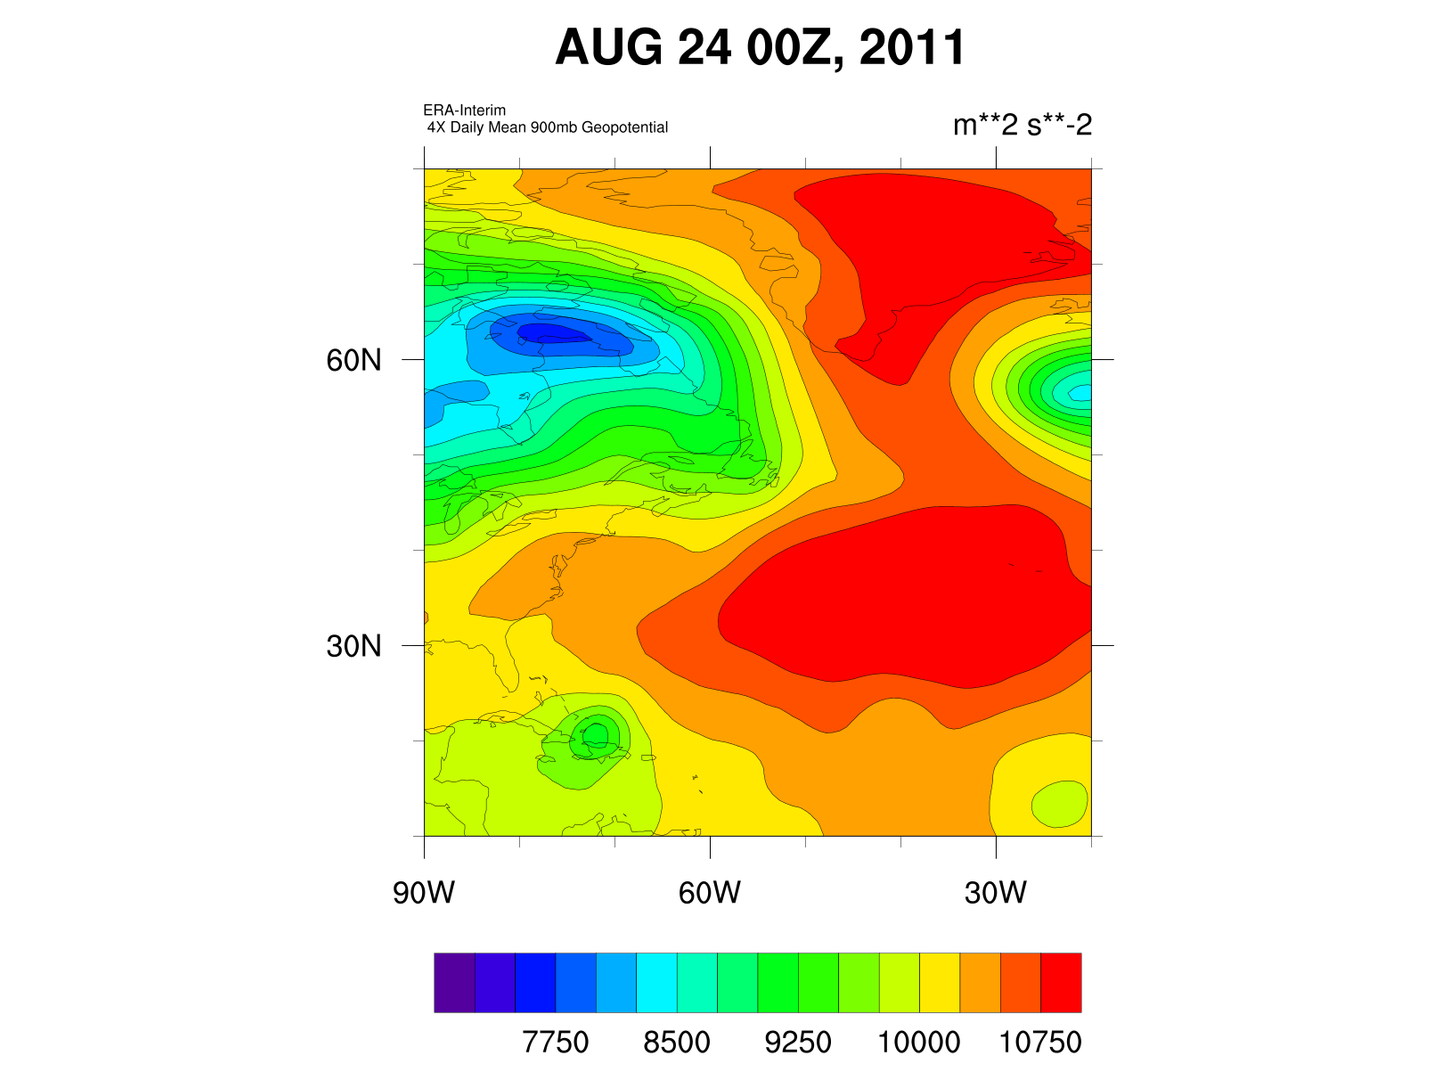 AUG 24 00Z, 2011
ERA-Interim
4X Daily Mean 900mb Geopotential
m**2 s**-2
60N
30N
90W 60W 30W
7750 8500 9250 10000 10750